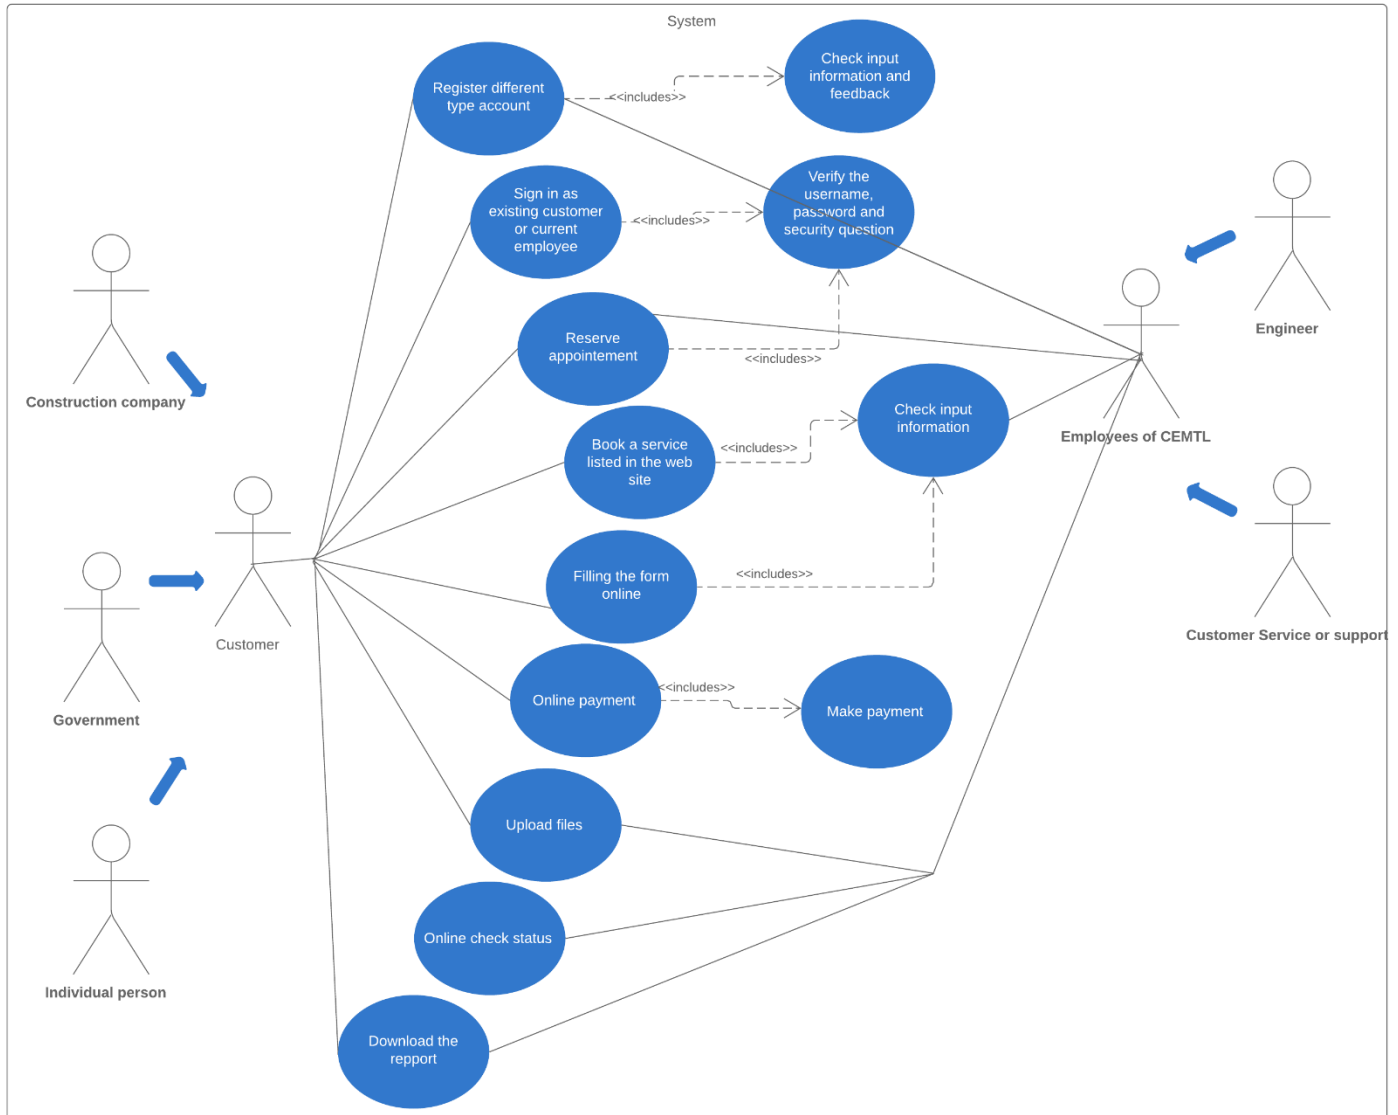 System
Register different
type account
<<includes>>
Check input
information and
feedback
Sign in as
existing customer
or current
employee
<<includes>>
Verify the
username,
password and
security question
Reserve
appointement
<<includes>>
Book a service
listed in the web
site
<<includes>>
Check input
information
Filling the form
online
<<includes>>
Online payment
<<includes>>
Make payment
Upload files
Online check status
Download the
repport
Construction company
Government
Individual person
Customer
Employees of CEMTL
Engineer
Customer Service or support